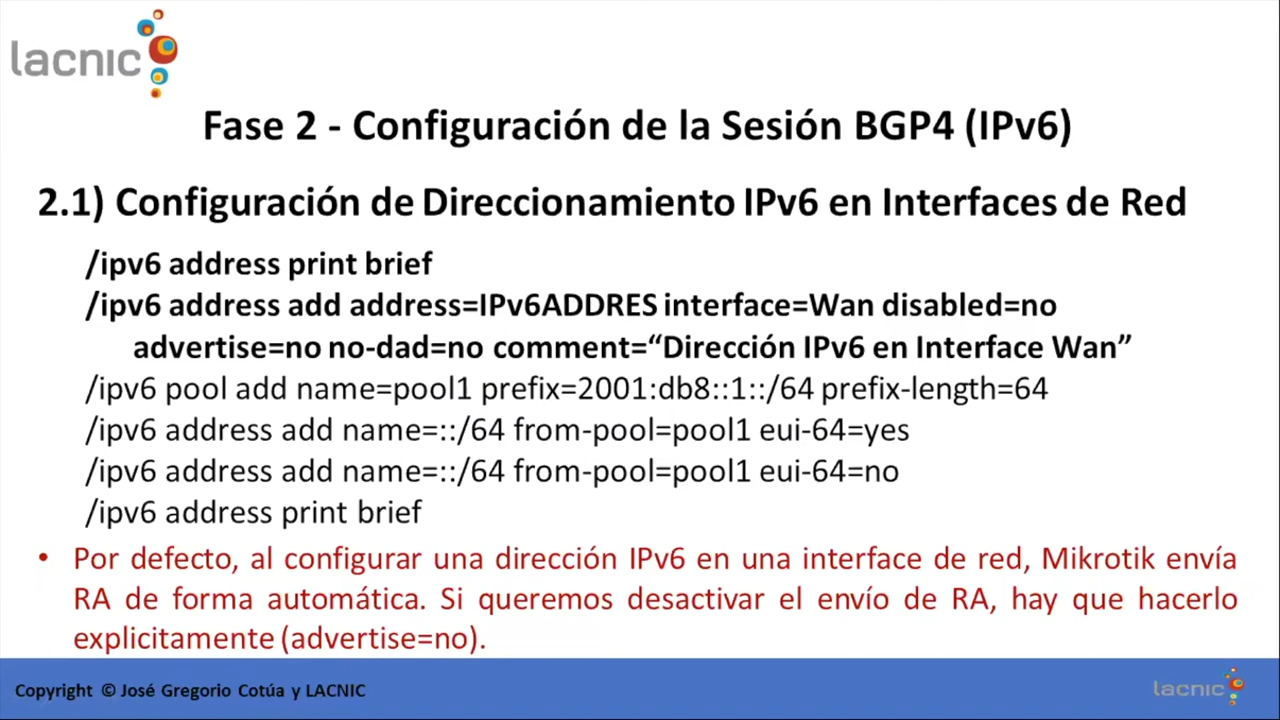 lacnic
Fase 2 - Configuración de la Sesión BGP4 (IPv6)
2.1) Configuración de Direccionamiento IPv6 en Interfaces de Red
/ipv6 address print brief
/ipv6 address add address=IPv6ADDRES interface=Wan disabled=no
advertise=no no-dad=no comment=“Dirección IPv6 en Interface Wan”
/ipv6 pool add name=pool1 prefix=2001:db8::1::/64 prefix-length=64
/ipv6 address add name=::/64 from-pool=pool1 eui-64=yes
/ipv6 address add name=::/64 from-pool=pool1 eui-64=no
/ipv6 address print brief
• Por defecto, al configurar una dirección IPv6 en una interface de red, Mikrotik envía
RA de forma automática. Si queremos desactivar el envío de RA, hay que hacerlo
explicitamente (advertise=no).
Copyright © José Gregorio Cotúa y LACNIC
lacnic